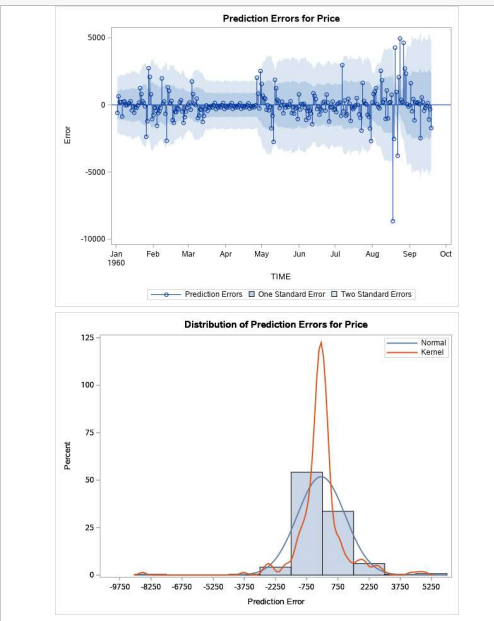 Prediction Errors for Price
5000
0
-5000
-10000
Error
Jan Feb Mar Apr May Jun Jul Aug Sep Oct
1960
TIME
Prediction Errors One Standard Error Two Standard Errors
Distribution of Prediction Errors for Price
Normal
Kernel
125
100
75
50
25
0
Percent
-9750 -8250 -6750 -5250 -3750 -2250 -750 750 2250 3750 5250
Prediction Error